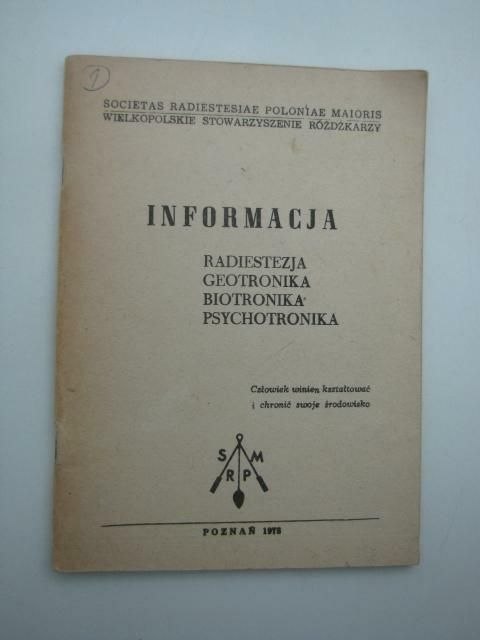 1
SOCIETAS RADIESTESIAE POLONIAE MAIORIS
WIELKOPOLSKIE STOWARZYSZENIE RÓŻDŻKARZY
INFORMACJA
RADIESTEZJA
GEOTRONIKA
BIOTRONIKA
PSYCHOTRONIKA
Człowiek winien kształtować
i chronić swoje środowisko
S M
R P
POZNAŃ 1978